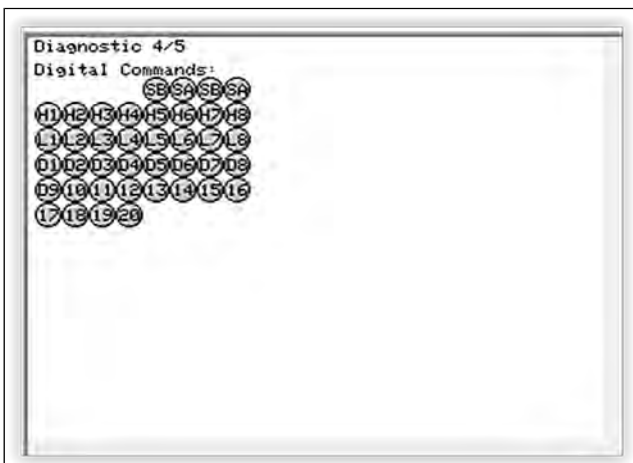 Diagnostic 4/5
Digital Commands:
SB SA SB SA
H1 H2 H3 H4 H5 H6 H7 H8
L1 L2 L3 L4 L5 L6 L7 L8
D1 D2 D3 D4 D5 D6 D7 D8
D9 10 11 12 13 14 15 16
17 18 19 20